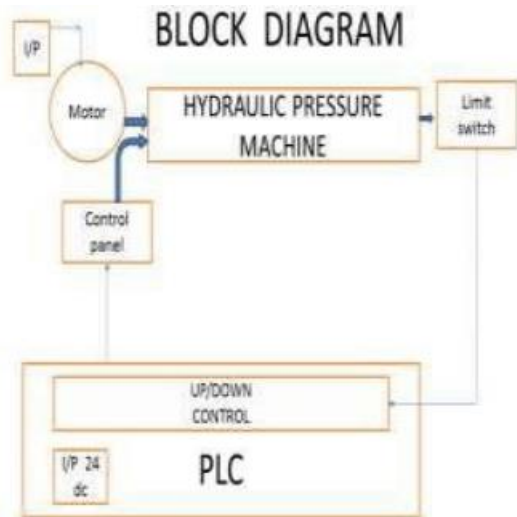 BLOCK DIAGRAM
I/P
Motor
HYDRAULIC PRESSURE
MACHINE
Limit
switch
Control
panel
UP/DOWN
CONTROL
I/P 24
dc
PLC